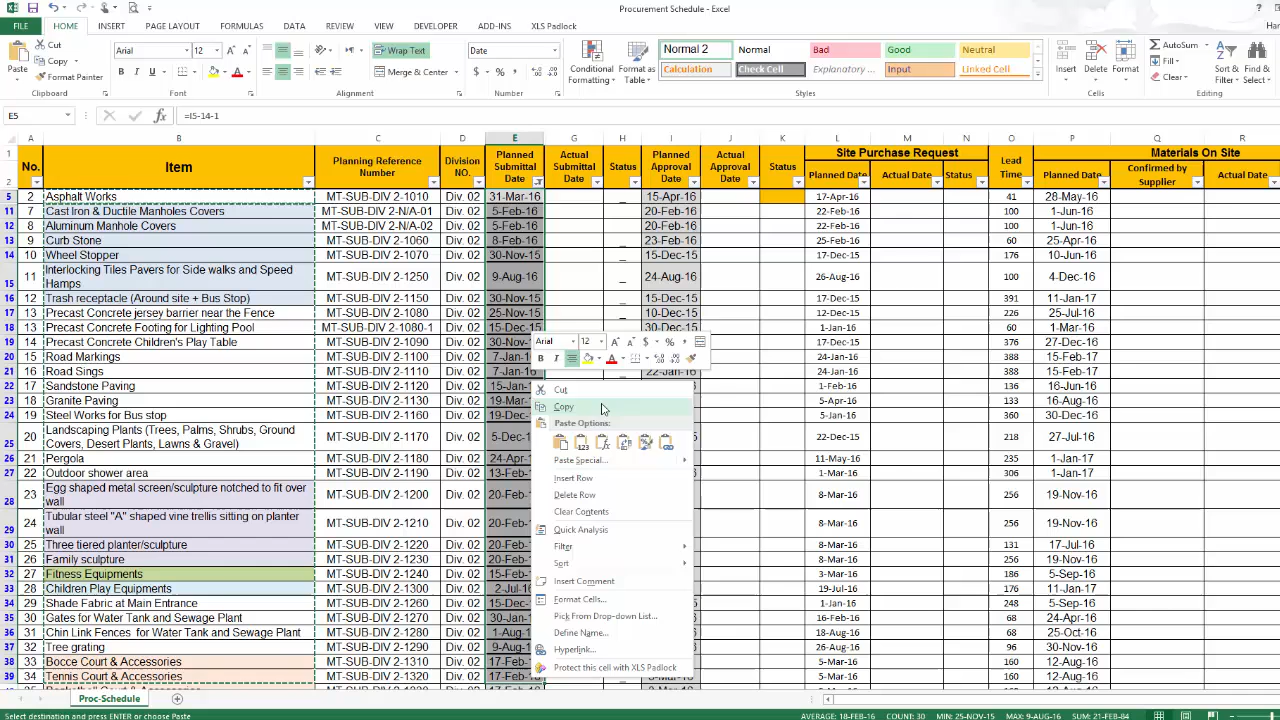 Procurement Schedule - Excel
FILE HOME INSERT PAGE LAYOUT FORMULAS DATA REVIEW VIEW DEVELOPER ADD-INS XLS Padlock
Paste Cut Copy Format Painter Arial 12 Wrap Text Merge & Center Date Conditional Formatting Format as Table Normal 2 Normal Bad Good Neutral Calculation Check Cell Explanatory ... Input Linked Cell Insert Delete Format AutoSum Fill Clear Sort & Filter Find & Select
Clipboard Font Alignment Number Styles Cells Editing
E5 =I5-14-1
A B C D E G H I J K L M N O P Q R
1 No. Item Planning Reference Number Division NO. Planned Submittal Date Actual Submittal Date Status Planned Approval Date Actual Approval Date Status Site Purchase Request Lead Time Materials On Site
2 Planned Date Actual Date Status Planned Date Confirmed by Supplier Actual Date
5 2 Asphalt Works MT-SUB-DIV 2-1010 Div. 02 31-Mar-16 _ 15-Apr-16 17-Apr-16 41 28-May-16
11 7 Cast Iron & Ductile Manholes Covers MT-SUB-DIV 2-N/A-01 Div. 02 5-Feb-16 _ 20-Feb-16 22-Feb-16 100 1-Jun-16
12 8 Aluminum Manhole Covers MT-SUB-DIV 2-N/A-02 Div. 02 5-Feb-16 _ 20-Feb-16 22-Feb-16 100 1-Jun-16
13 9 Curb Stone MT-SUB-DIV 2-1060 Div. 02 8-Feb-16 _ 23-Feb-16 25-Feb-16 60 25-Apr-16
14 10 Wheel Stopper MT-SUB-DIV 2-1070 Div. 02 30-Nov-15 _ 15-Dec-15 17-Dec-15 176 10-Jun-16
15 11 Interlocking Tiles Pavers for Side walks and Speed Hamps MT-SUB-DIV 2-1250 Div. 02 9-Aug-16 _ 24-Aug-16 26-Aug-16 100 4-Dec-16
16 12 Trash receptacle (Around site + Bus Stop) MT-SUB-DIV 2-1150 Div. 02 30-Nov-15 _ 15-Dec-15 17-Dec-15 391 11-Jan-17
17 13 Precast Concrete jersey barrier near the Fence MT-SUB-DIV 2-1080 Div. 02 25-Nov-15 _ 10-Dec-15 12-Dec-15 226 25-Jul-16
18 13 Precast Concrete Footing for Lighting Pool MT-SUB-DIV 2-1080-1 Div. 02 15-Dec-15 _ 30-Dec-15 1-Jan-16 60 1-Mar-16
19 14 Precast Concrete Children's Play Table MT-SUB-DIV 2-1090 Div. 02 30-Nov 17-Dec-15 376 27-Dec-16
20 15 Road Markings MT-SUB-DIV 2-1100 Div. 02 7-Jan-1 24-Jan-16 388 15-Feb-17
21 16 Road Sings MT-SUB-DIV 2-1110 Div. 02 7-Jan-16 _ 22-Jan-16 24-Jan-16 388 15-Feb-17
22 17 Sandstone Paving MT-SUB-DIV 2-1120 Div. 02 15-Jan 1-Feb-16 136 16-Jun-16
23 18 Granite Paving MT-SUB-DIV 2-1130 Div. 02 19-Mar 5-Apr-16 133 16-Aug-16
24 19 Steel Works for Bus stop MT-SUB-DIV 2-1160 Div. 02 19-Dec 5-Jan-16 360 30-Dec-16
25 20 Landscaping Plants (Trees, Palms, Shrubs, Ground Covers, Desert Plants, Lawns & Gravel) MT-SUB-DIV 2-1170 Div. 02 5-Dec-1 22-Dec-15 218 27-Jul-16
26 21 Pergola MT-SUB-DIV 2-1180 Div. 02 24-Apr 11-May-16 235 1-Jan-17
27 22 Outdoor shower area MT-SUB-DIV 2-1190 Div. 02 13-Feb 1-Mar-16 306 1-Jan-17
28 23 Egg shaped metal screen/sculpture notched to fit over wall MT-SUB-DIV 2-1200 Div. 02 20-Feb 8-Mar-16 256 19-Nov-16
29 24 Tubular steel "A" shaped vine trellis sitting on planter wall MT-SUB-DIV 2-1210 Div. 02 20-Feb 8-Mar-16 256 19-Nov-16
30 25 Three tiered planter/sculpture MT-SUB-DIV 2-1220 Div. 02 20-Feb 8-Mar-16 131 17-Jul-16
31 26 Family sculpture MT-SUB-DIV 2-1230 Div. 02 20-Feb 8-Mar-16 256 19-Nov-16
32 27 Fitness Equipments MT-SUB-DIV 2-1240 Div. 02 15-Feb 3-Mar-16 186 5-Sep-16
33 28 Children Play Equipments MT-SUB-DIV 2-1300 Div. 02 2-Jul-16 19-Jul-16 176 11-Jan-17
34 29 Shade Fabric at Main Entrance MT-SUB-DIV 2-1260 Div. 02 15-Dec 1-Jan-16 248 5-Sep-16
35 30 Gates for Water Tank and Sewage Plant MT-SUB-DIV 2-1270 Div. 02 30-Jan 16-Feb-16 68 24-Apr-16
36 31 Chin Link Fences for Water Tank and Sewage Plant MT-SUB-DIV 2-1280 Div. 02 1-Aug 18-Aug-16 68 25-Oct-16
37 32 Tree grating MT-SUB-DIV 2-1290 Div. 02 9-Aug 26-Aug-16 96 30-Nov-16
38 33 Bocce Court & Accessories MT-SUB-DIV 2-1310 Div. 02 17-Feb 5-Mar-16 160 12-Aug-16
39 34 Tennis Court & Accessories MT-SUB-DIV 2-1320 Div. 02 17-Feb 5-Mar-16 160 12-Aug-16
Arial 12
Cut
Copy
Paste Options:
Paste Special...
Insert Row
Delete Row
Clear Contents
Quick Analysis
Filter
Sort
Insert Comment
Format Cells...
Pick From Drop-down List...
Define Name...
Hyperlink...
Protect this cell with XLS Padlock
Proc-Schedule
Select destination and press ENTER or choose Paste AVERAGE: 18-FEB-16 COUNT: 30 MIN: 25-NOV-15 MAX: 9-AUG-16 SUM: 21-FEB-84